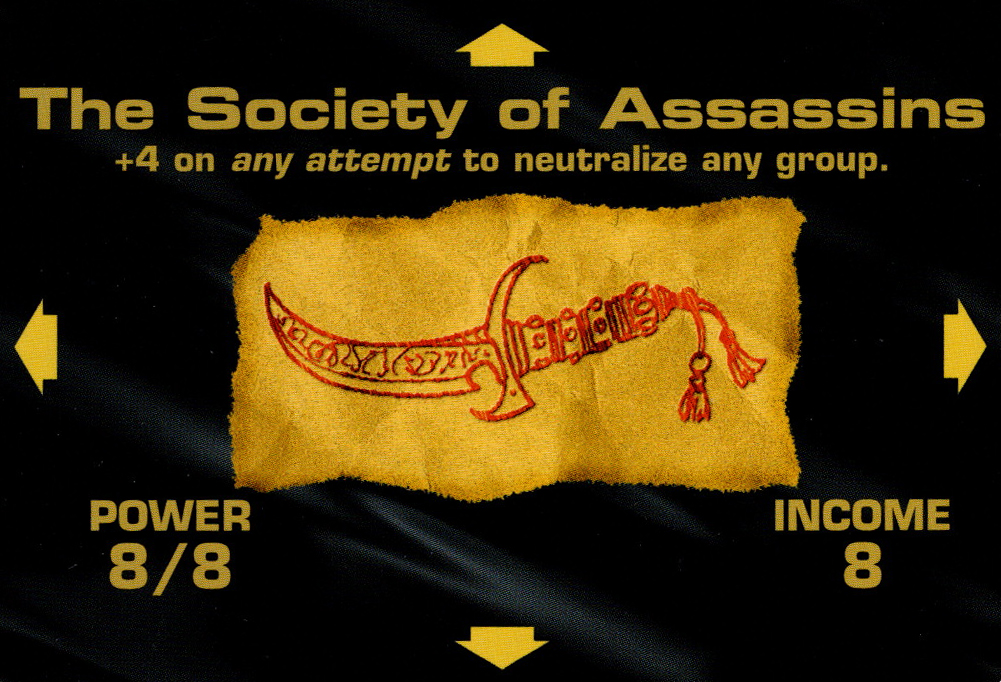 The Society of Assassins
+4 on any attempt to neutralize any group.
POWER
8/8
INCOME
8